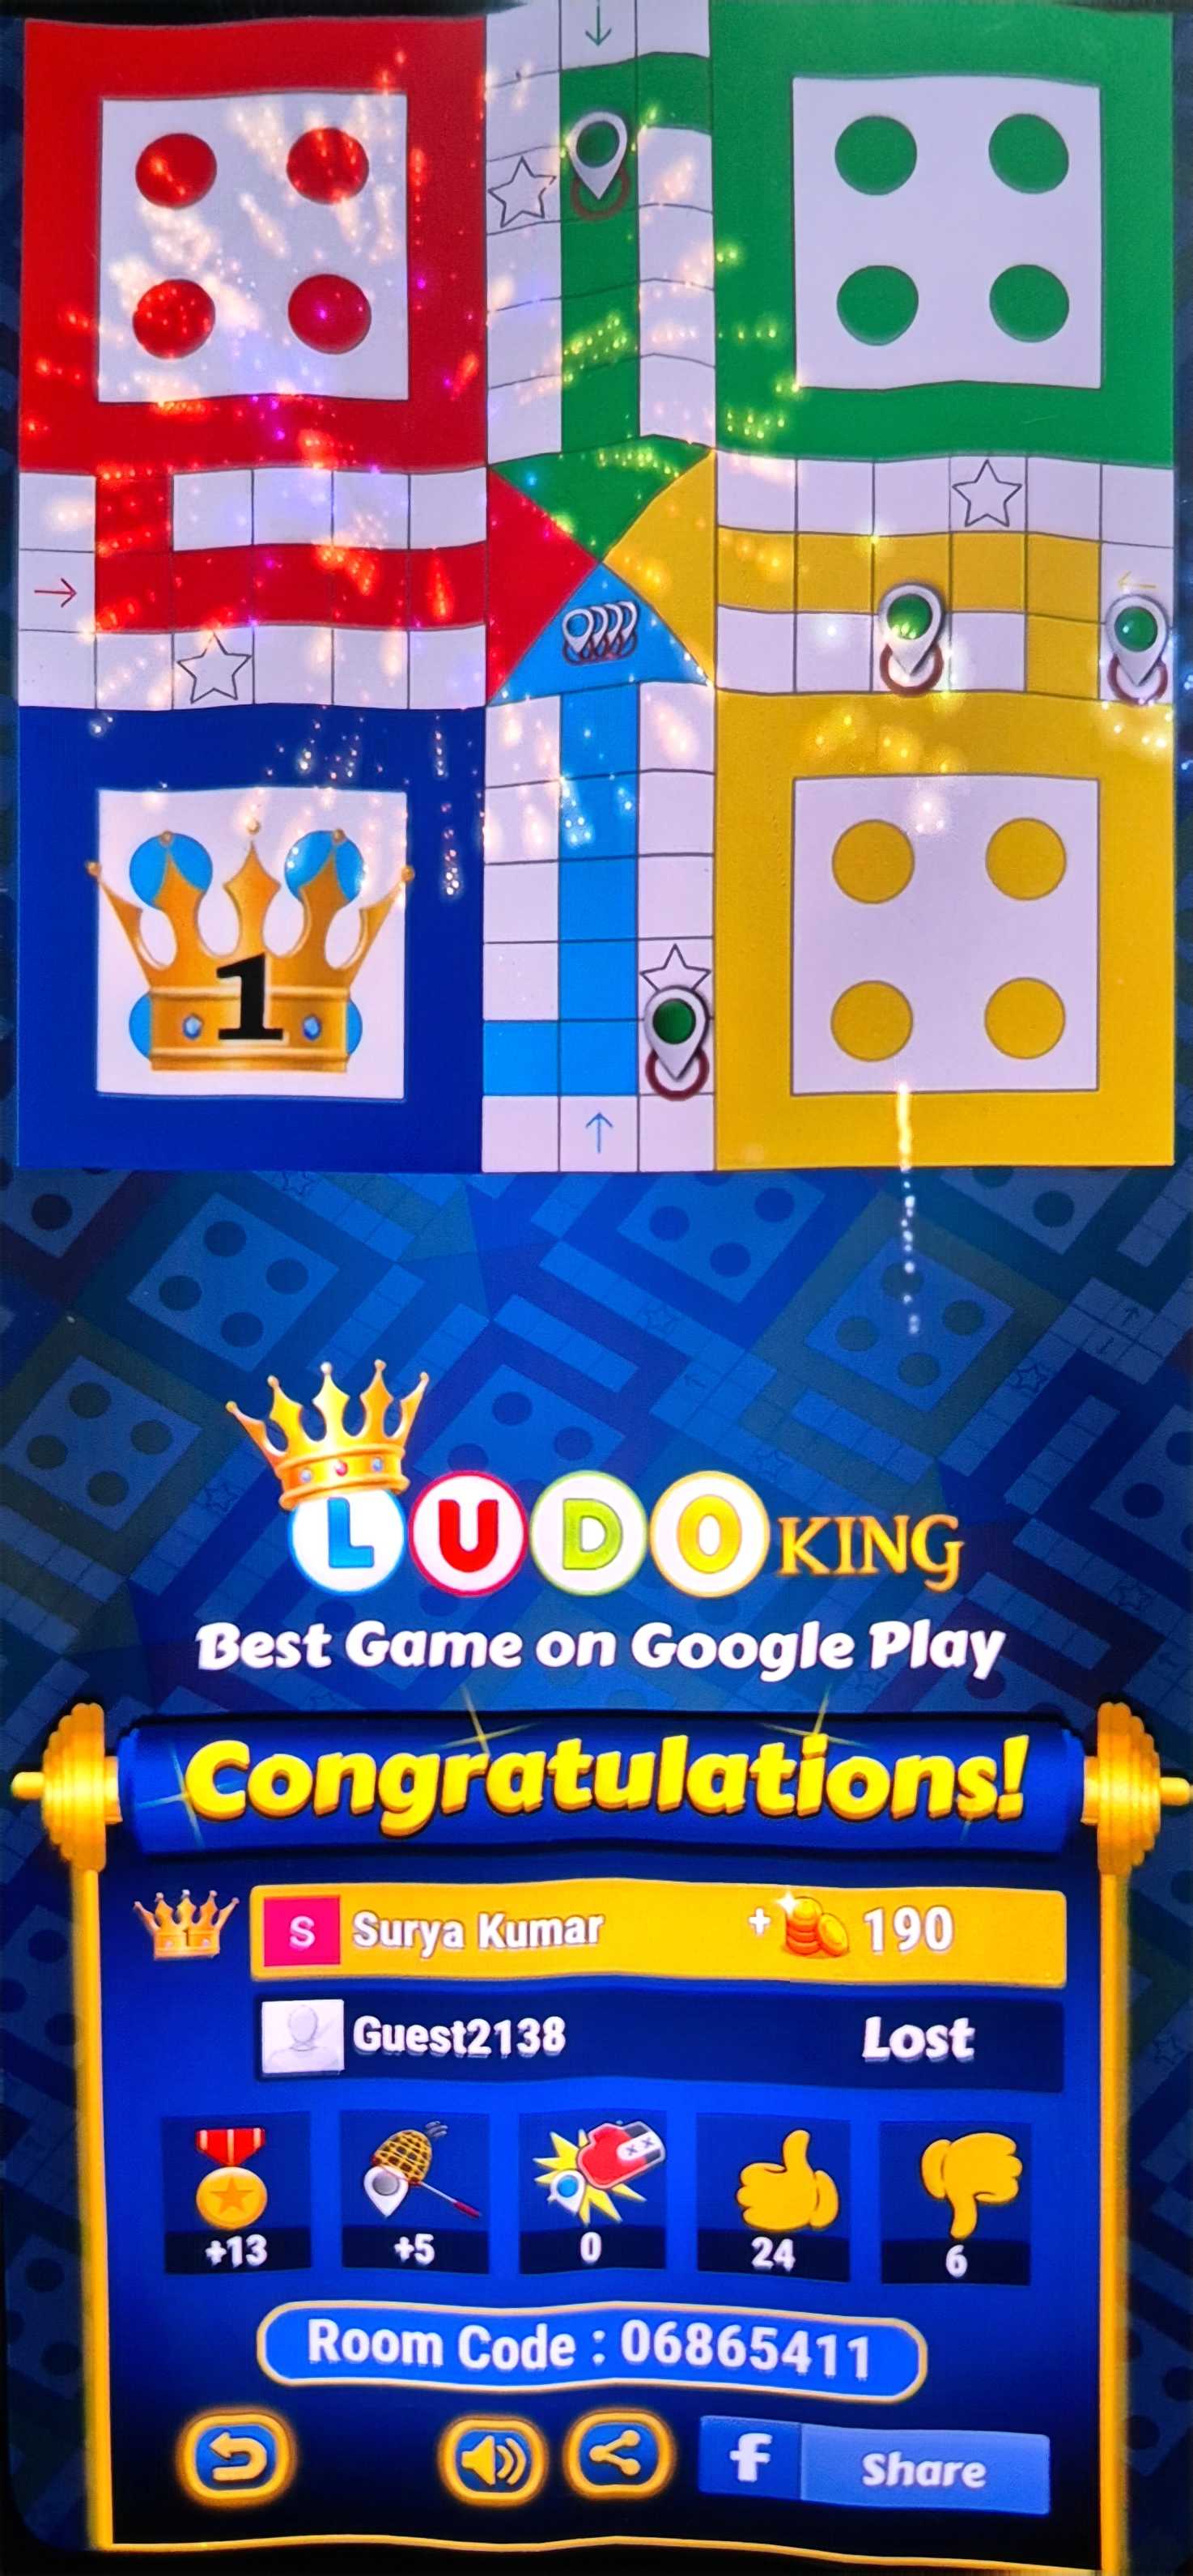 1
LUDO KING
Best Game on Google Play
Congratulations!
S Surya Kumar + 190
Guest2138 Lost
+13 +5 0 24 6
Room Code : 06865411
f Share